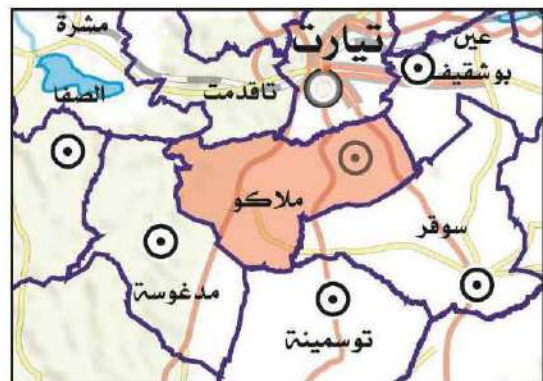 مشرة
الصفا
تاقدمت
تيارت
عين
بوشقيف
ملاكو
سوقر
مدغوسة
توسمينة